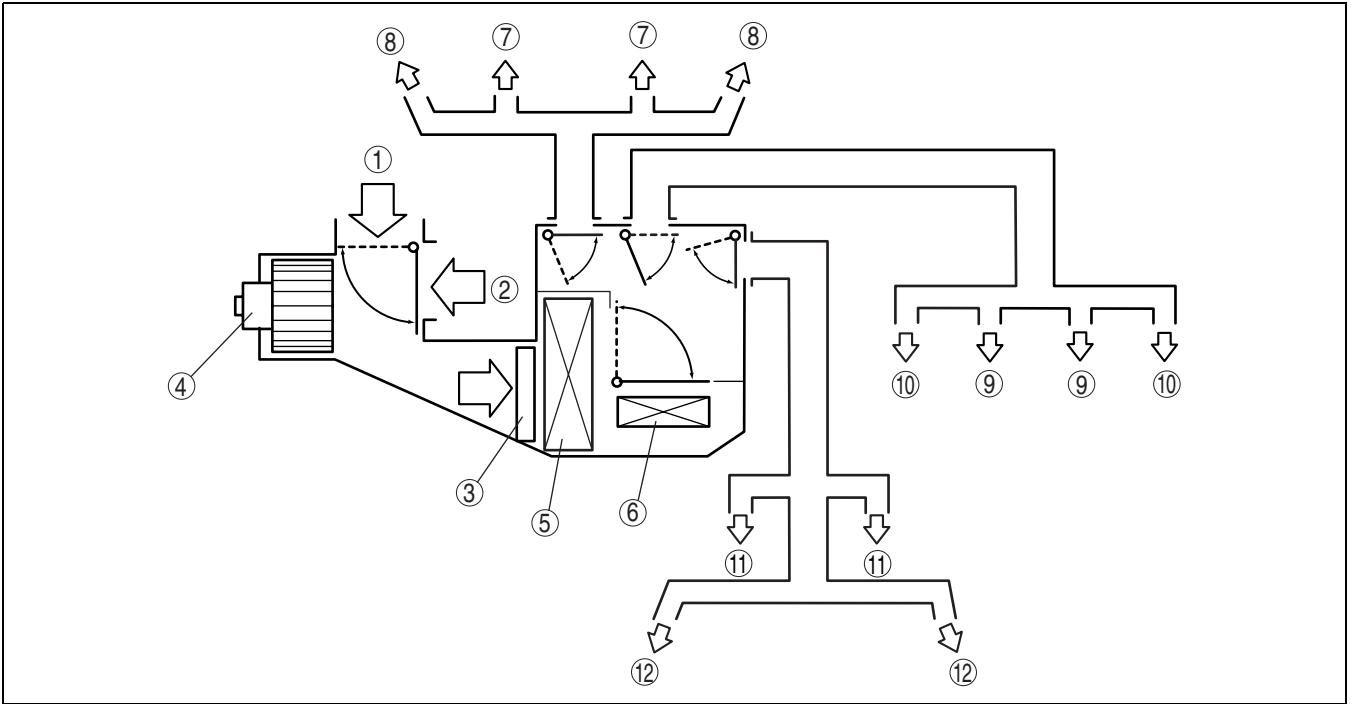 ⑧ ⑦ ⑦ ⑧
①
②
④
⑩ ⑨ ⑨ ⑩
③ ⑤ ⑥
⑪ ⑪
⑫ ⑫